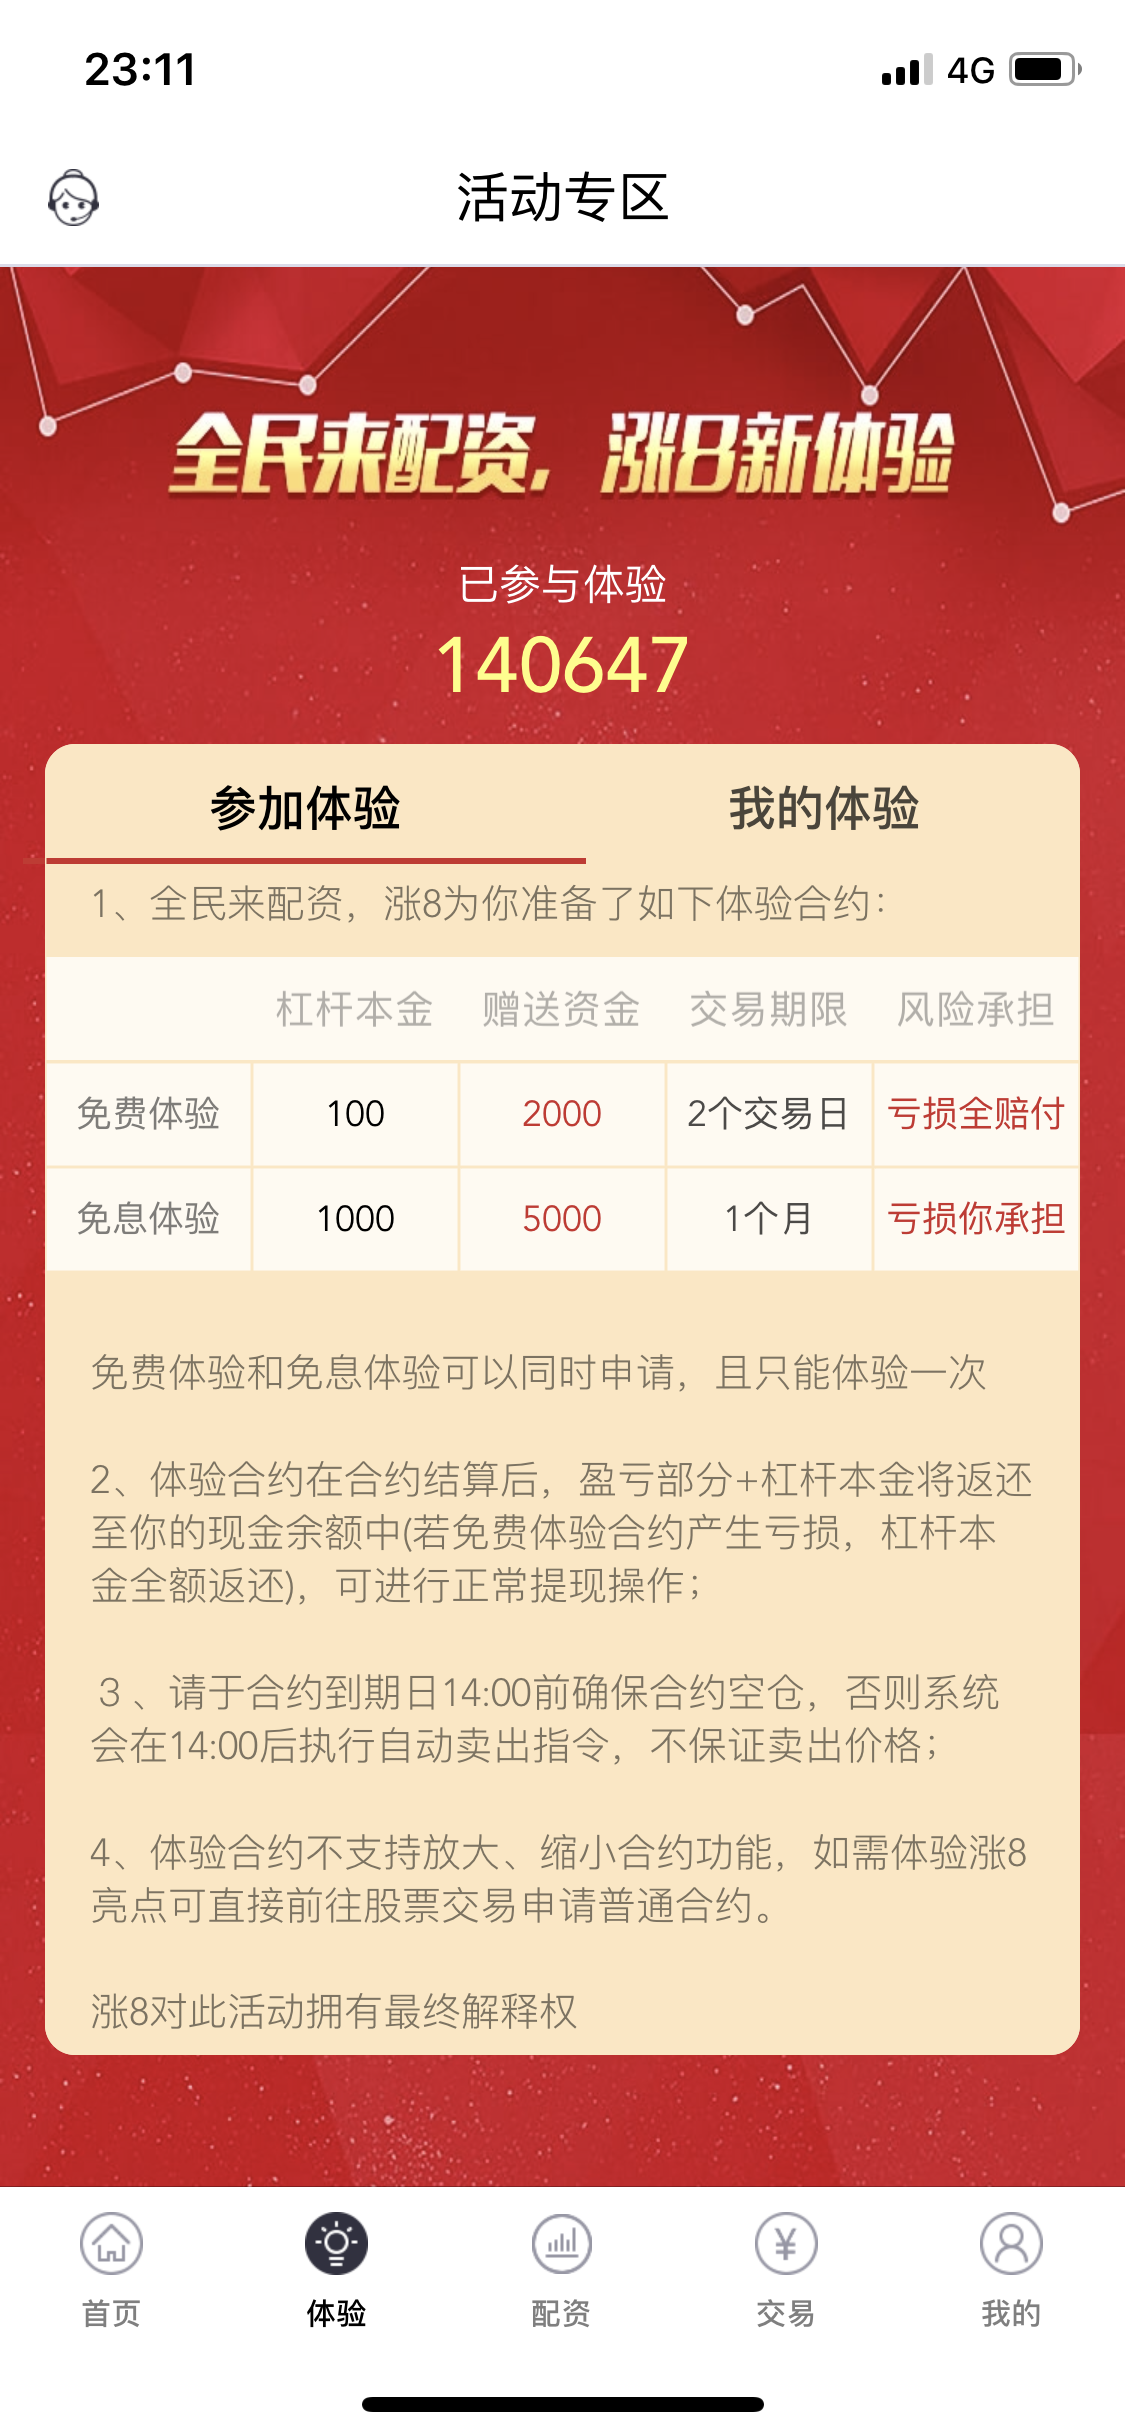 23:11
4G
活动专区
全民来配资，涨8新体验
已参与体验
140647
参加体验 我的体验
1、全民来配资，涨8为你准备了如下体验合约：
杠杆本金 赠送资金 交易期限 风险承担
免费体验 100 2000 2个交易日 亏损全赔付
免息体验 1000 5000 1个月 亏损你承担
免费体验和免息体验可以同时申请，且只能体验一次
2、体验合约在合约结算后，盈亏部分+杠杆本金将返还
至你的现金余额中(若免费体验合约产生亏损，杠杆本
金全额返还)，可进行正常提现操作；
３、请于合约到期日14:00前确保合约空仓，否则系统
会在14:00后执行自动卖出指令，不保证卖出价格；
4、体验合约不支持放大、缩小合约功能，如需体验涨8
亮点可直接前往股票交易申请普通合约。
涨8对此活动拥有最终解释权
首页 体验 配资 交易 我的